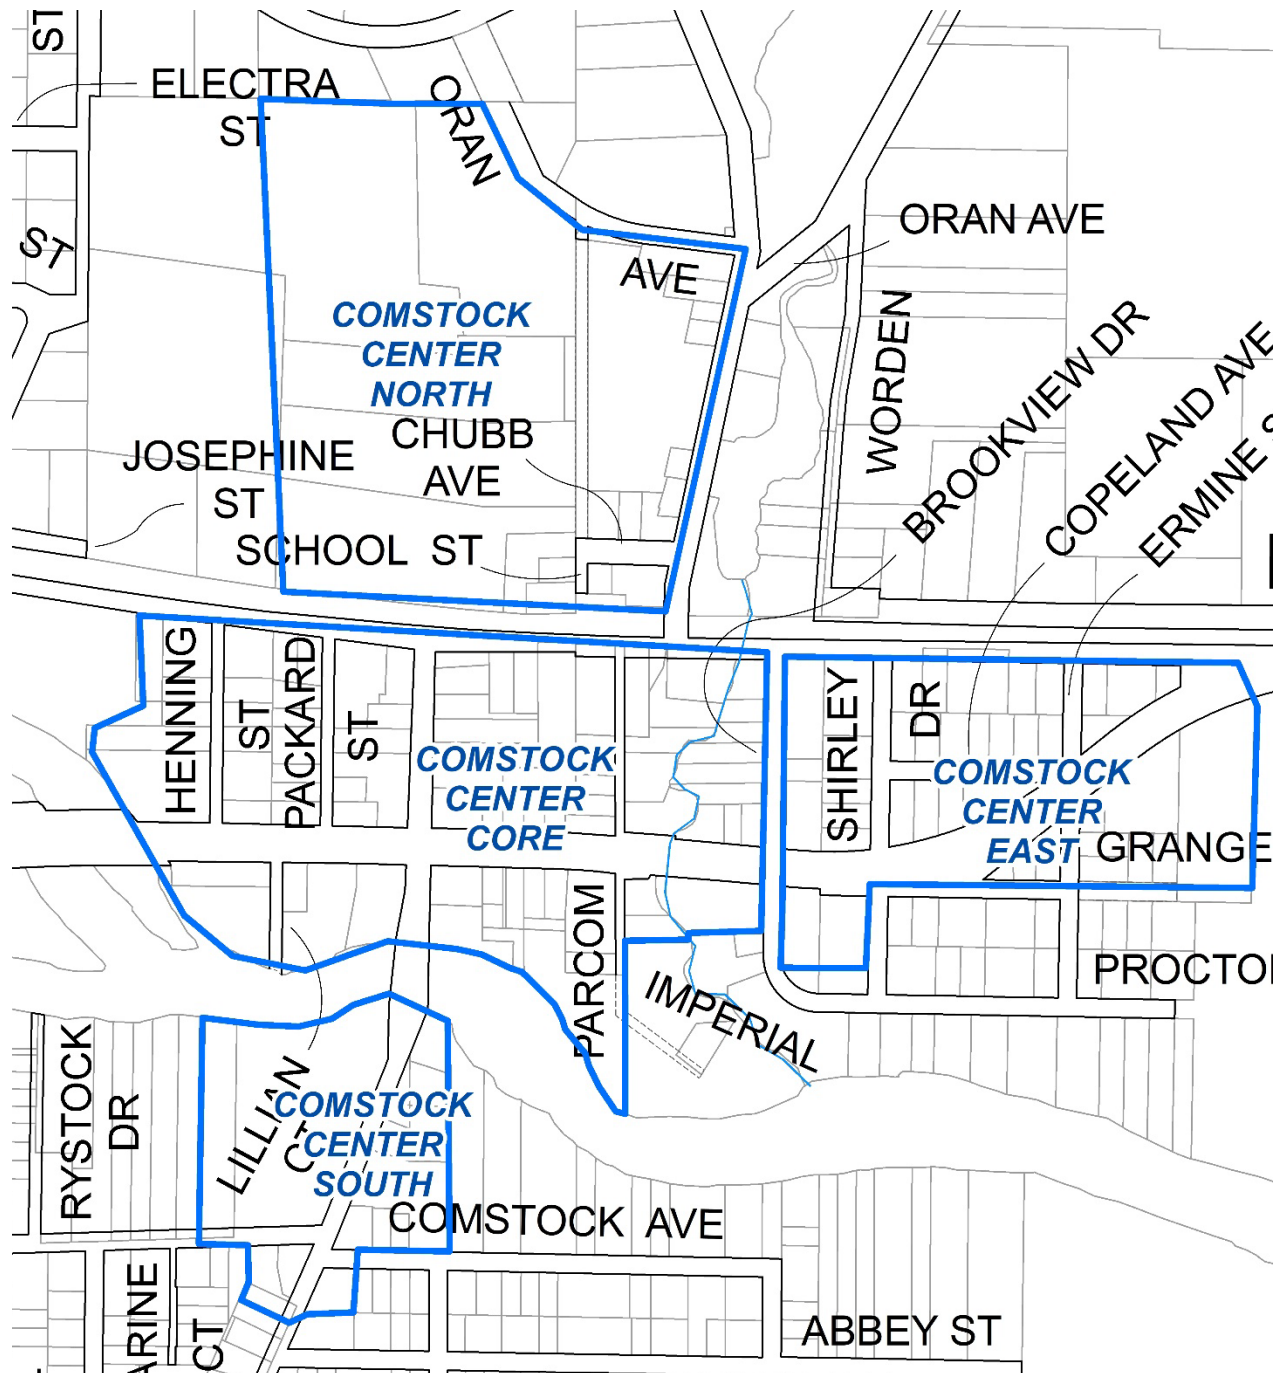 ST
ELECTRA
ST
ORAN
AVE
ORAN AVE
ST
COMSTOCK
CENTER
NORTH
WORDEN
BROOKVIEW DR
COPELAND AVE
CHUBB
AVE
JOSEPHINE
ST
SCHOOL ST
HENNING
ST
PACKARD
ST
SHIRLEY
DR
COMSTOCK
CENTER
CORE
COMSTOCK
CENTER
EAST
GRANGE
PARCOM
IMPERIAL
RYSTOCK
DR
LILLIAN
CT
COMSTOCK
CENTER
SOUTH
COMSTOCK AVE
ARINE
CT
ABBEY ST
ERMINE
PROCTO